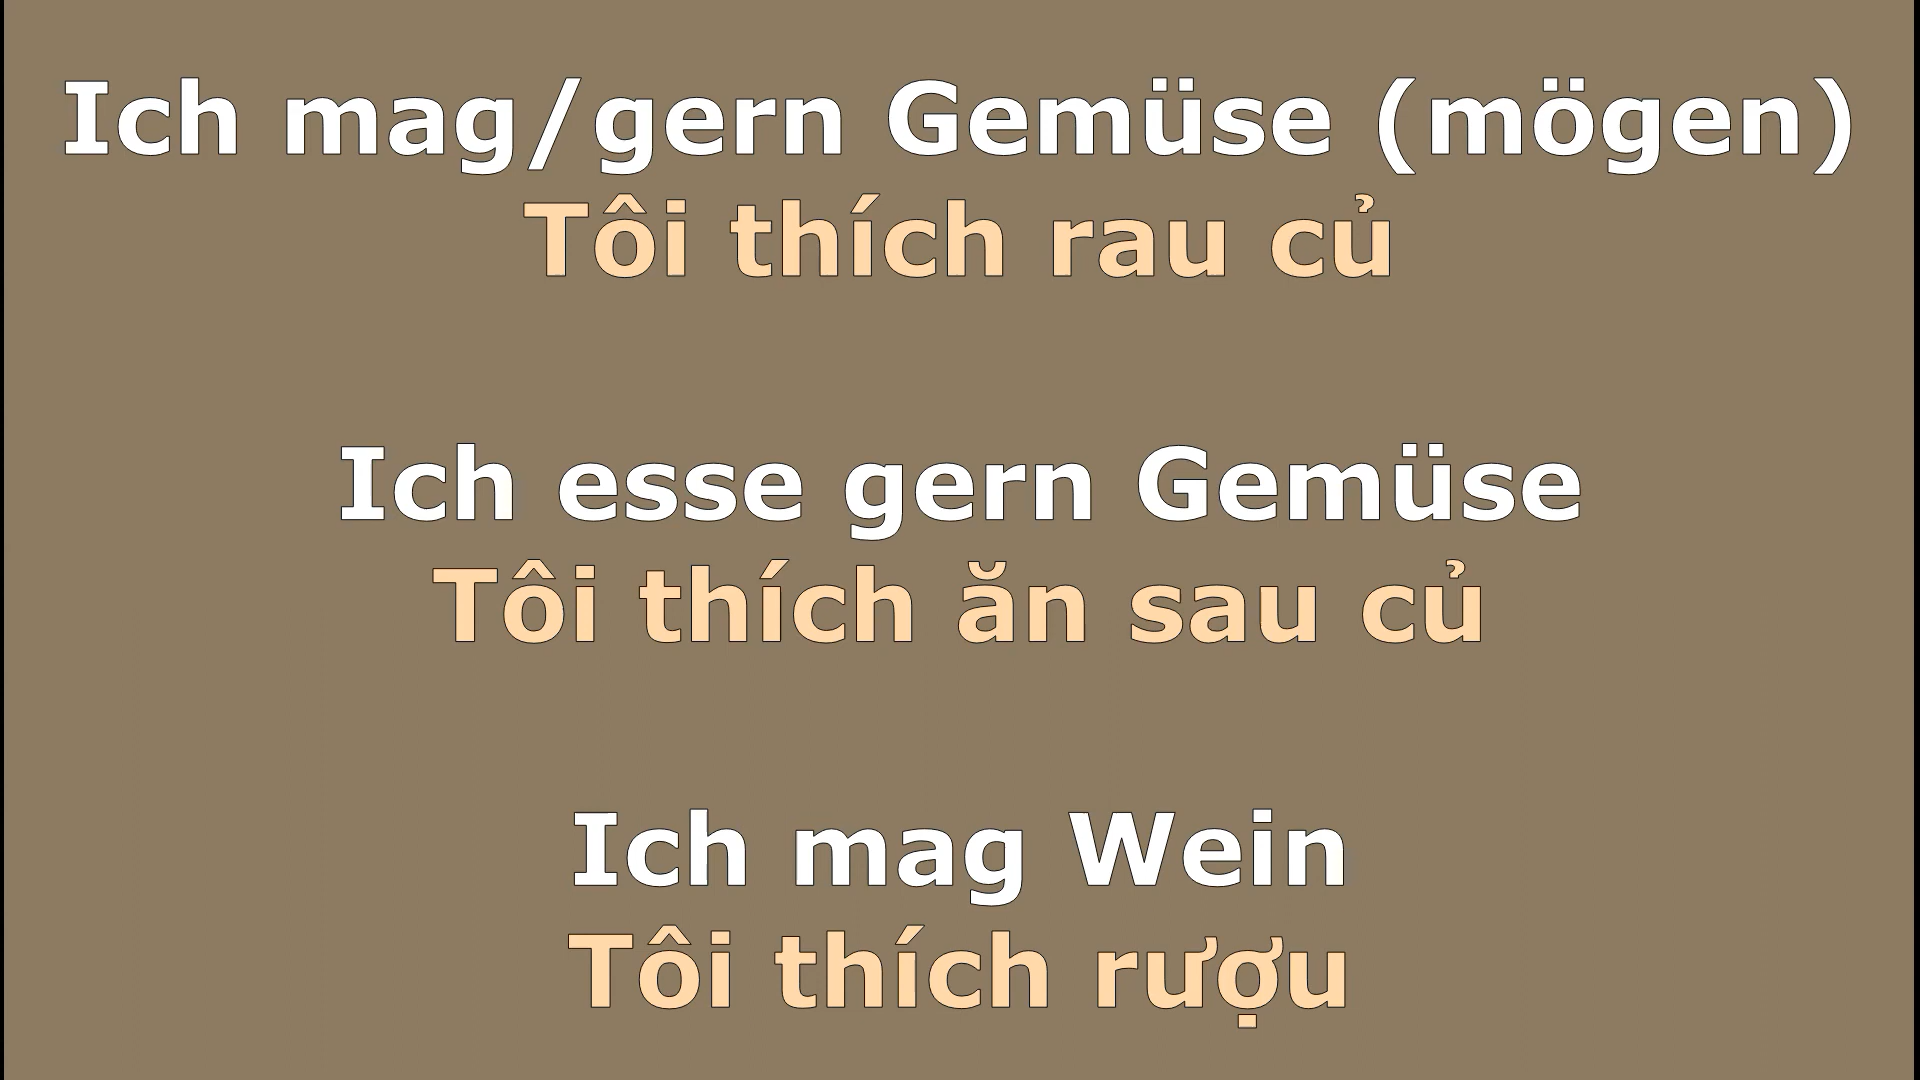 Ich mag/gern Gemüse (mögen)
Tôi thích rau củ
Ich esse gern Gemüse
Tôi thích ăn sau củ
Ich mag Wein
Tôi thích rượu